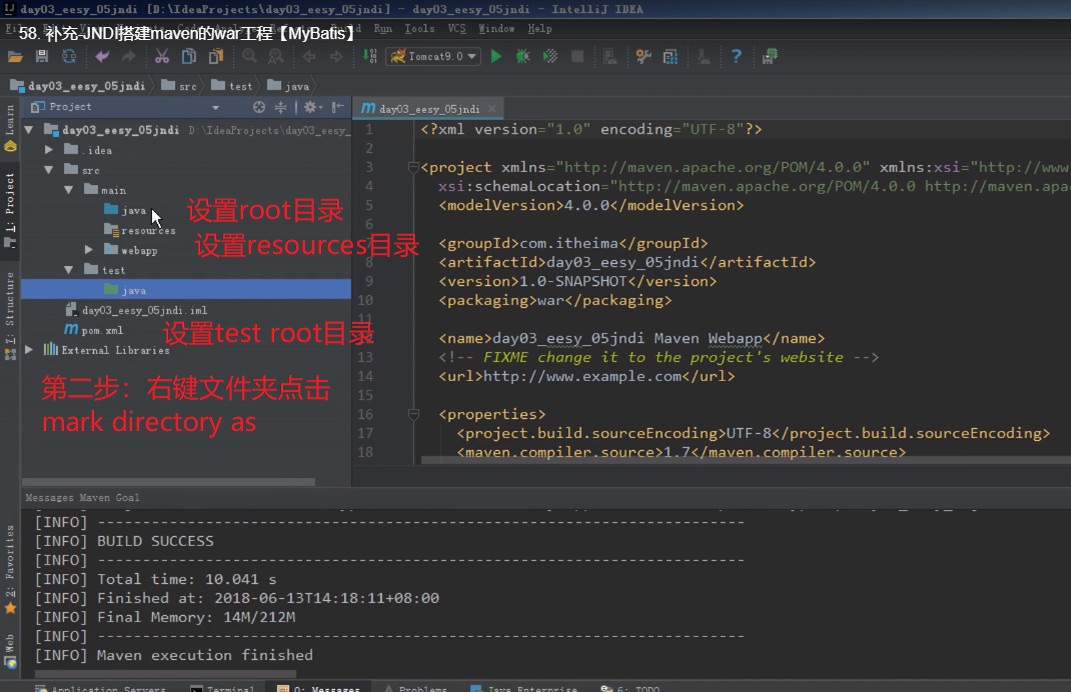 day03_eesy_05jndi [D:\IdeaProjects\day03_eesy_05jndi] - day03_eesy_05jndi - IntelliJ IDEA
58. 补充-JNDI搭建maven的war工程【MyBatis】
Run Tools VCS Window Help
Tomcat9.0
day03_eesy_05jndi src test java
Project
day03_eesy_05jndi
1 <?xml version="1.0" encoding="UTF-8"?>
2
3 <project xmlns="http://maven.apache.org/POM/4.0.0" xmlns:xsi="http://www
4 xsi:schemaLocation="http://maven.apache.org/POM/4.0.0 http://maven.apa
5 <modelVersion>4.0.0</modelVersion>
<groupId>com.itheima</groupId>
8 <artifactId>day03_eesy_05jndi</artifactId>
9 <version>1.0-SNAPSHOT</version>
10 <packaging>war</packaging>
11
<name>day03_eesy_05jndi Maven Webapp</name>
13 <!-- FIXME change it to the project's website -->
14 <url>http://www.example.com</url>
15
16 <properties>
17 <project.build.sourceEncoding>UTF-8</project.build.sourceEncoding>
18 <maven.compiler.source>1.7</maven.compiler.source>
Learn
1: Project
Z: Structure
2: Favorites
Web
day03_eesy_05jndi D:\IdeaProjects\day03_eesy_
.idea
src
main
java
设置root目录
resources
设置resources目录
webapp
test
java
day03_eesy_05jndi.iml
pom.xml
设置test root目录
External Libraries
第二步：右键文件夹点击
mark directory as
Messages Maven Goal
[INFO] ------------------------------------------------------------------------
[INFO] BUILD SUCCESS
[INFO] ------------------------------------------------------------------------
[INFO] Total time: 10.041 s
[INFO] Finished at: 2018-06-13T14:18:11+08:00
[INFO] Final Memory: 14M/212M
[INFO] ------------------------------------------------------------------------
[INFO] Maven execution finished
Application Servers Terminal 0: Messages Problems Java Enterprise 6: TODO